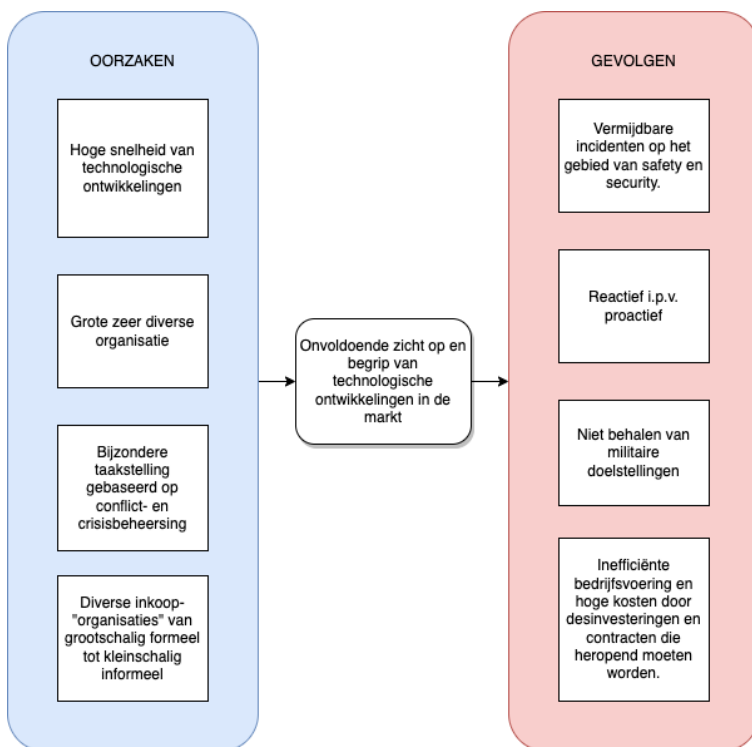 OORZAKEN
Hoge snelheid van
technologische
ontwikkelingen
Grote zeer diverse
organisatie
Bijzondere
taakstelling
gebaseerd op
conflict- en
crisisbeheersing
Diverse inkoop-
"organisaties" van
grootschalig formeel
tot kleinschalig
informeel
Onvoldoende zicht op en
begrip van
technologische
ontwikkelingen in de
markt
GEVOLGEN
Vermijdbare
incidenten op het
gebied van safety en
security.
Reactief i.p.v.
proactief
Niet behalen van
militaire
doelstellingen
Inefficiënte
bedrijfsvoering en
hoge kosten door
desinvesteringen en
contracten die
heropend moeten
worden.